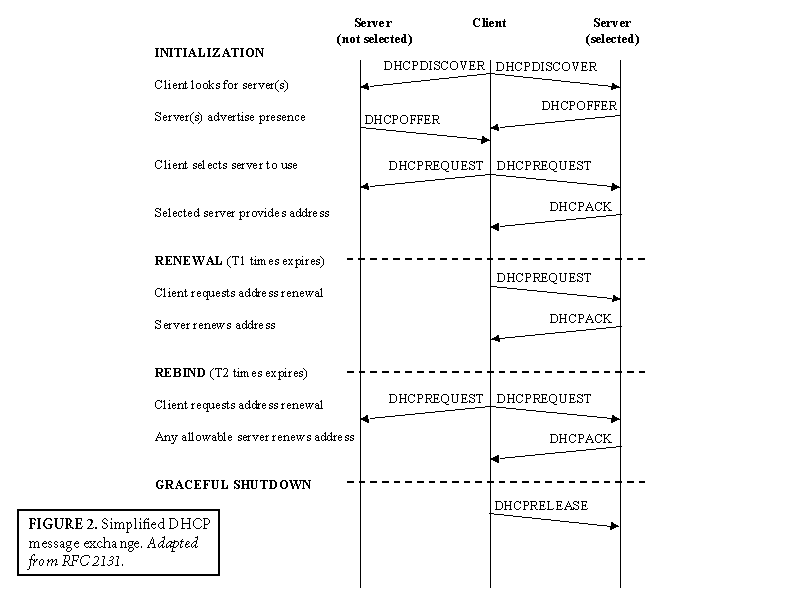 Server Client Server
(not selected) (selected)
INITIALIZATION
DHCPDISCOVER DHCPDISCOVER
Client looks for server(s)
DHCPOFFER
Server(s) advertise presence DHCPOFFER
Client selects server to use DHCPREQUEST DHCPREQUEST
Selected server provides address DHCPACK
RENEWAL (T1 times expires)
DHCPREQUEST
Client requests address renewal
Server renews address DHCPACK
REBIND (T2 times expires)
Client requests address renewal DHCPREQUEST DHCPREQUEST
Any allowable server renews address DHCPACK
GRACEFUL SHUTDOWN
DHCPRELEASE
FIGURE 2. Simplified DHCP
message exchange. Adapted
from RFC 2131.